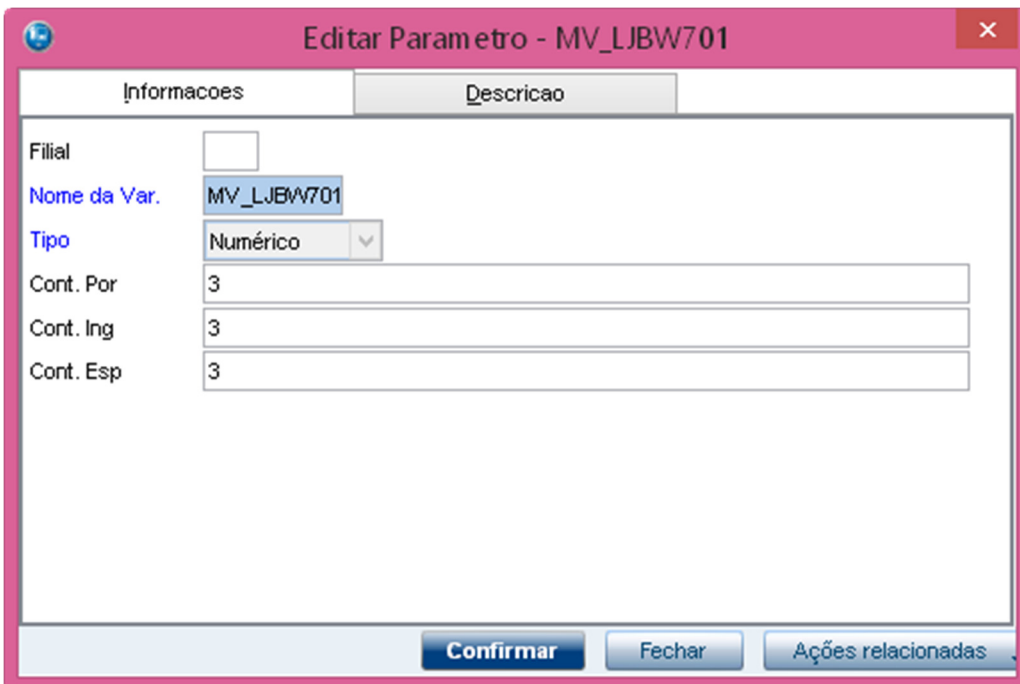 Editar Parametro - MV_LJBW701
Informacoes Descricao
Filial
Nome da Var. MV_LJBW701
Tipo Numérico
Cont. Por 3
Cont. Ing 3
Cont. Esp 3
Confirmar Fechar Ações relacionadas